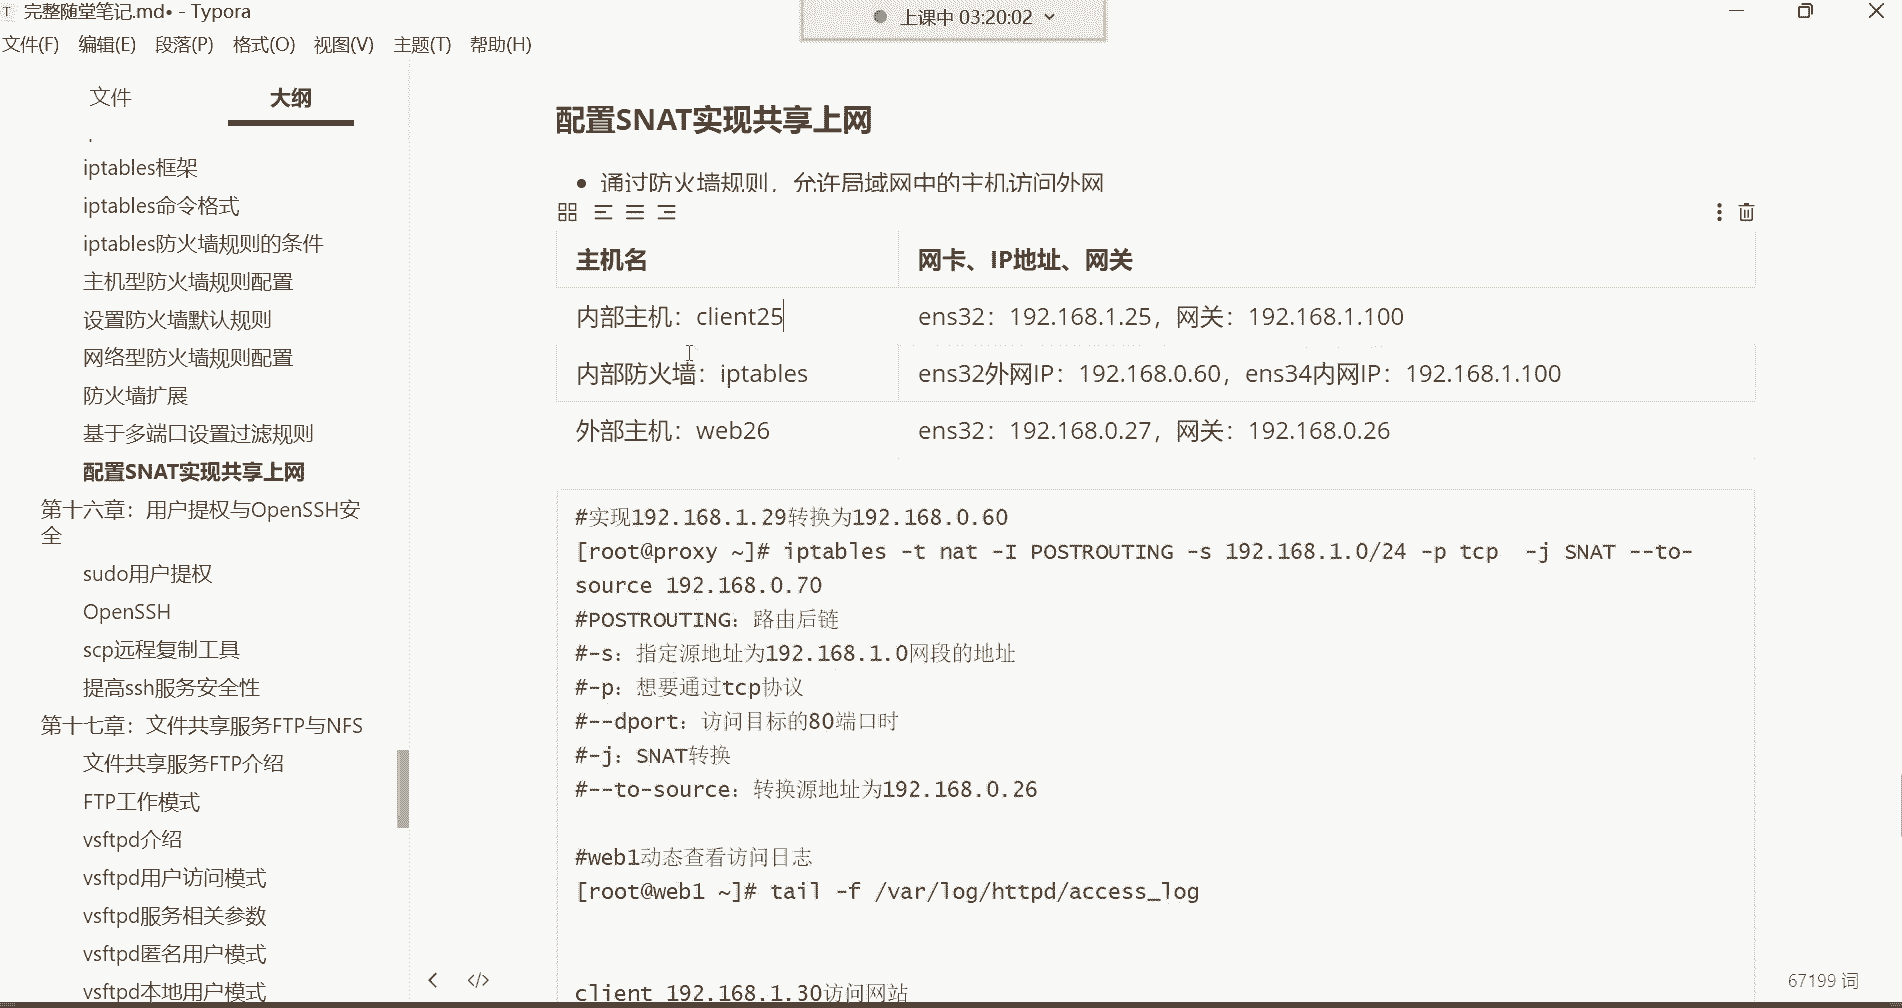 完整随堂笔记.md• - Typora
上课中 03:20:02
文件(F) 编辑(E) 段落(P) 格式(O) 视图(V) 主题(T) 帮助(H)
文件 大纲
iptables框架
iptables命令格式
iptables防火墙规则的条件
主机型防火墙规则配置
设置防火墙默认规则
网络型防火墙规则配置
防火墙扩展
基于多端口设置过滤规则
配置SNAT实现共享上网
第十六章：用户提权与OpenSSH安
全
sudo用户提权
OpenSSH
scp远程复制工具
提高ssh服务安全性
第十七章：文件共享服务FTP与NFS
文件共享服务FTP介绍
FTP工作模式
vsftpd介绍
vsftpd用户访问模式
vsftpd服务相关参数
vsftpd匿名用户模式
vsftpd本地用户模式
配置SNAT实现共享上网
通过防火墙规则，允许局域网中的主机访问外网
主机名 网卡、IP地址、网关
内部主机：client25 ens32：192.168.1.25，网关：192.168.1.100
内部防火墙：iptables ens32外网IP：192.168.0.60，ens34内网IP：192.168.1.100
外部主机：web26 ens32：192.168.0.27，网关：192.168.0.26
#实现192.168.1.29转换为192.168.0.60
[root@proxy ~]# iptables -t nat -I POSTROUTING -s 192.168.1.0/24 -p tcp  -j SNAT --to-
source 192.168.0.70
#POSTROUTING：路由后链
#-s：指定源地址为192.168.1.0网段的地址
#-p：想要通过tcp协议
#--dport：访问目标的80端口时
#-j：SNAT转换
#--to-source：转换源地址为192.168.0.26
#web1动态查看访问日志
[root@web1 ~]# tail -f /var/log/httpd/access_log
client 192.168.1.30访问网站
67199 词